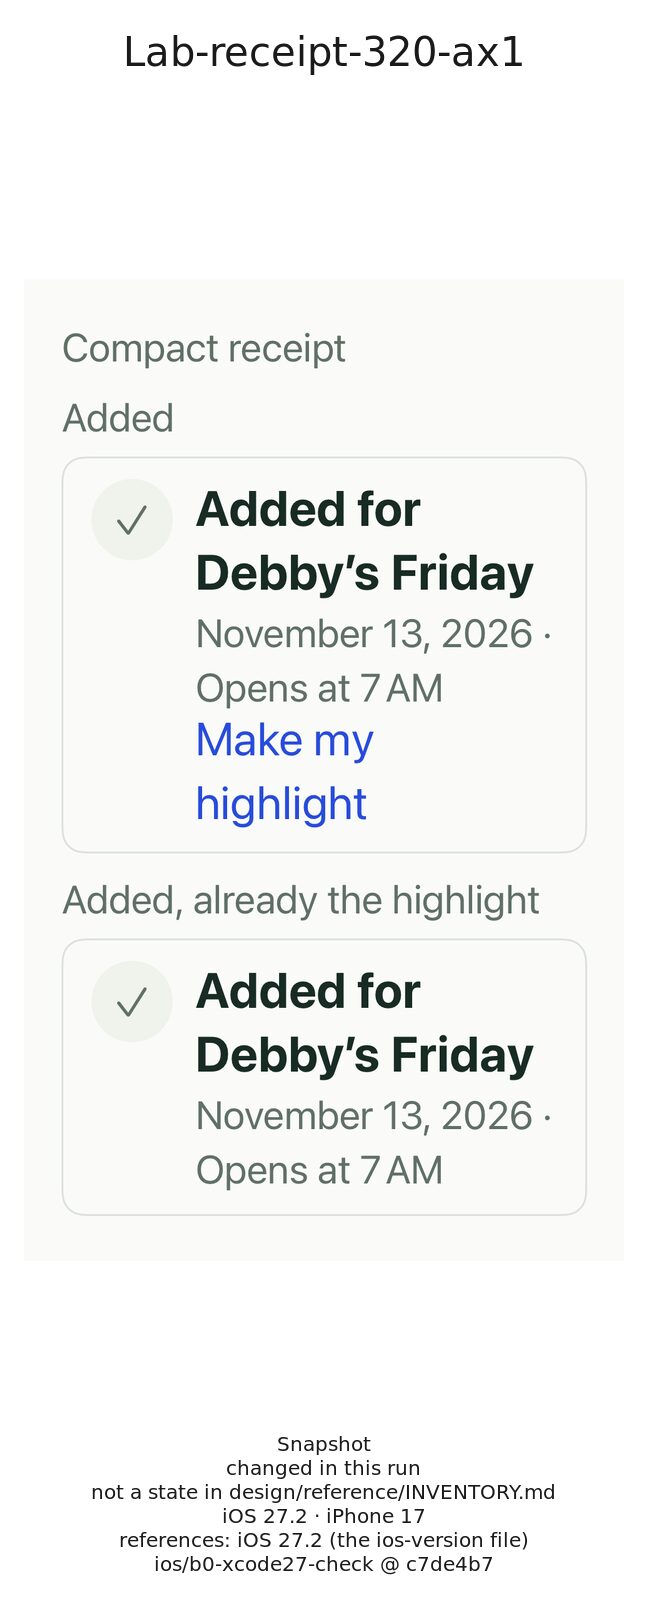 Lab-receipt-320-ax1
Compact receipt
Added
Added for
Debby’s Friday
November 13, 2026 ·
Opens at 7 AM
Make my
highlight
Added, already the highlight
Added for
Debby’s Friday
November 13, 2026 ·
Opens at 7 AM
Snapshot
changed in this run
not a state in design/reference/INVENTORY.md
iOS 27.2 · iPhone 17
references: iOS 27.2 (the ios-version file)
ios/b0-xcode27-check @ c7de4b7